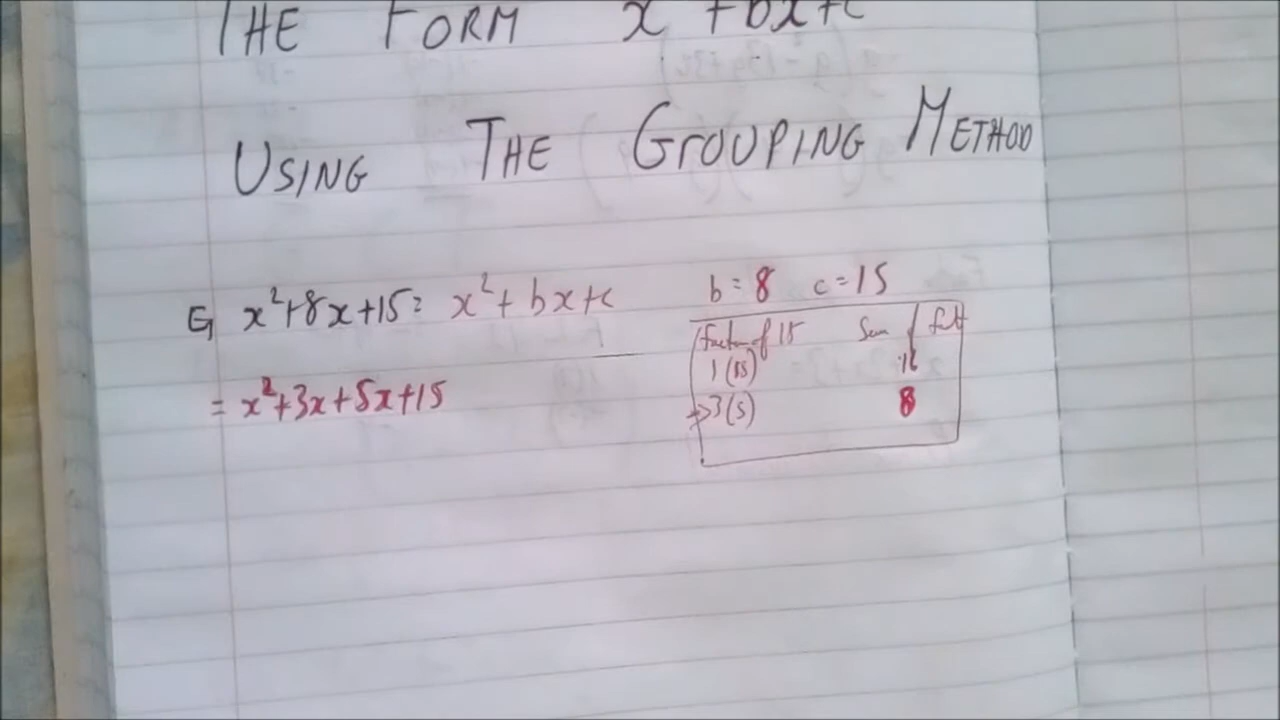 THE FORM x²+bx+c
USING THE GROUPING METHOD
Eg x²+8x+15= x²+bx+c b=8 c=15
Factors of 15 Sum of
1(15) 16
= x²+3x+5x+15 →3(5) 8